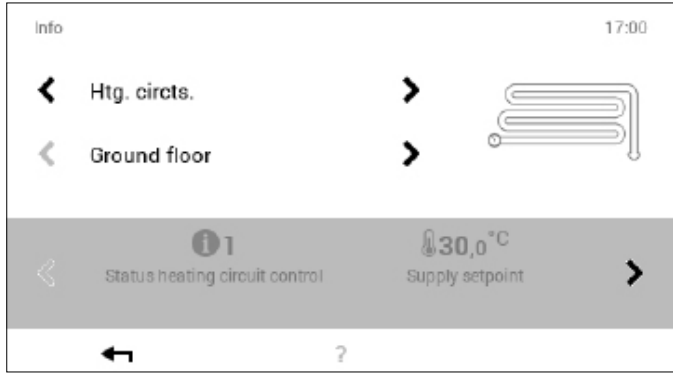 Info 17:00
Htg. circts.
Ground floor
1 30,0°C
Status heating circuit control Supply setpoint
?